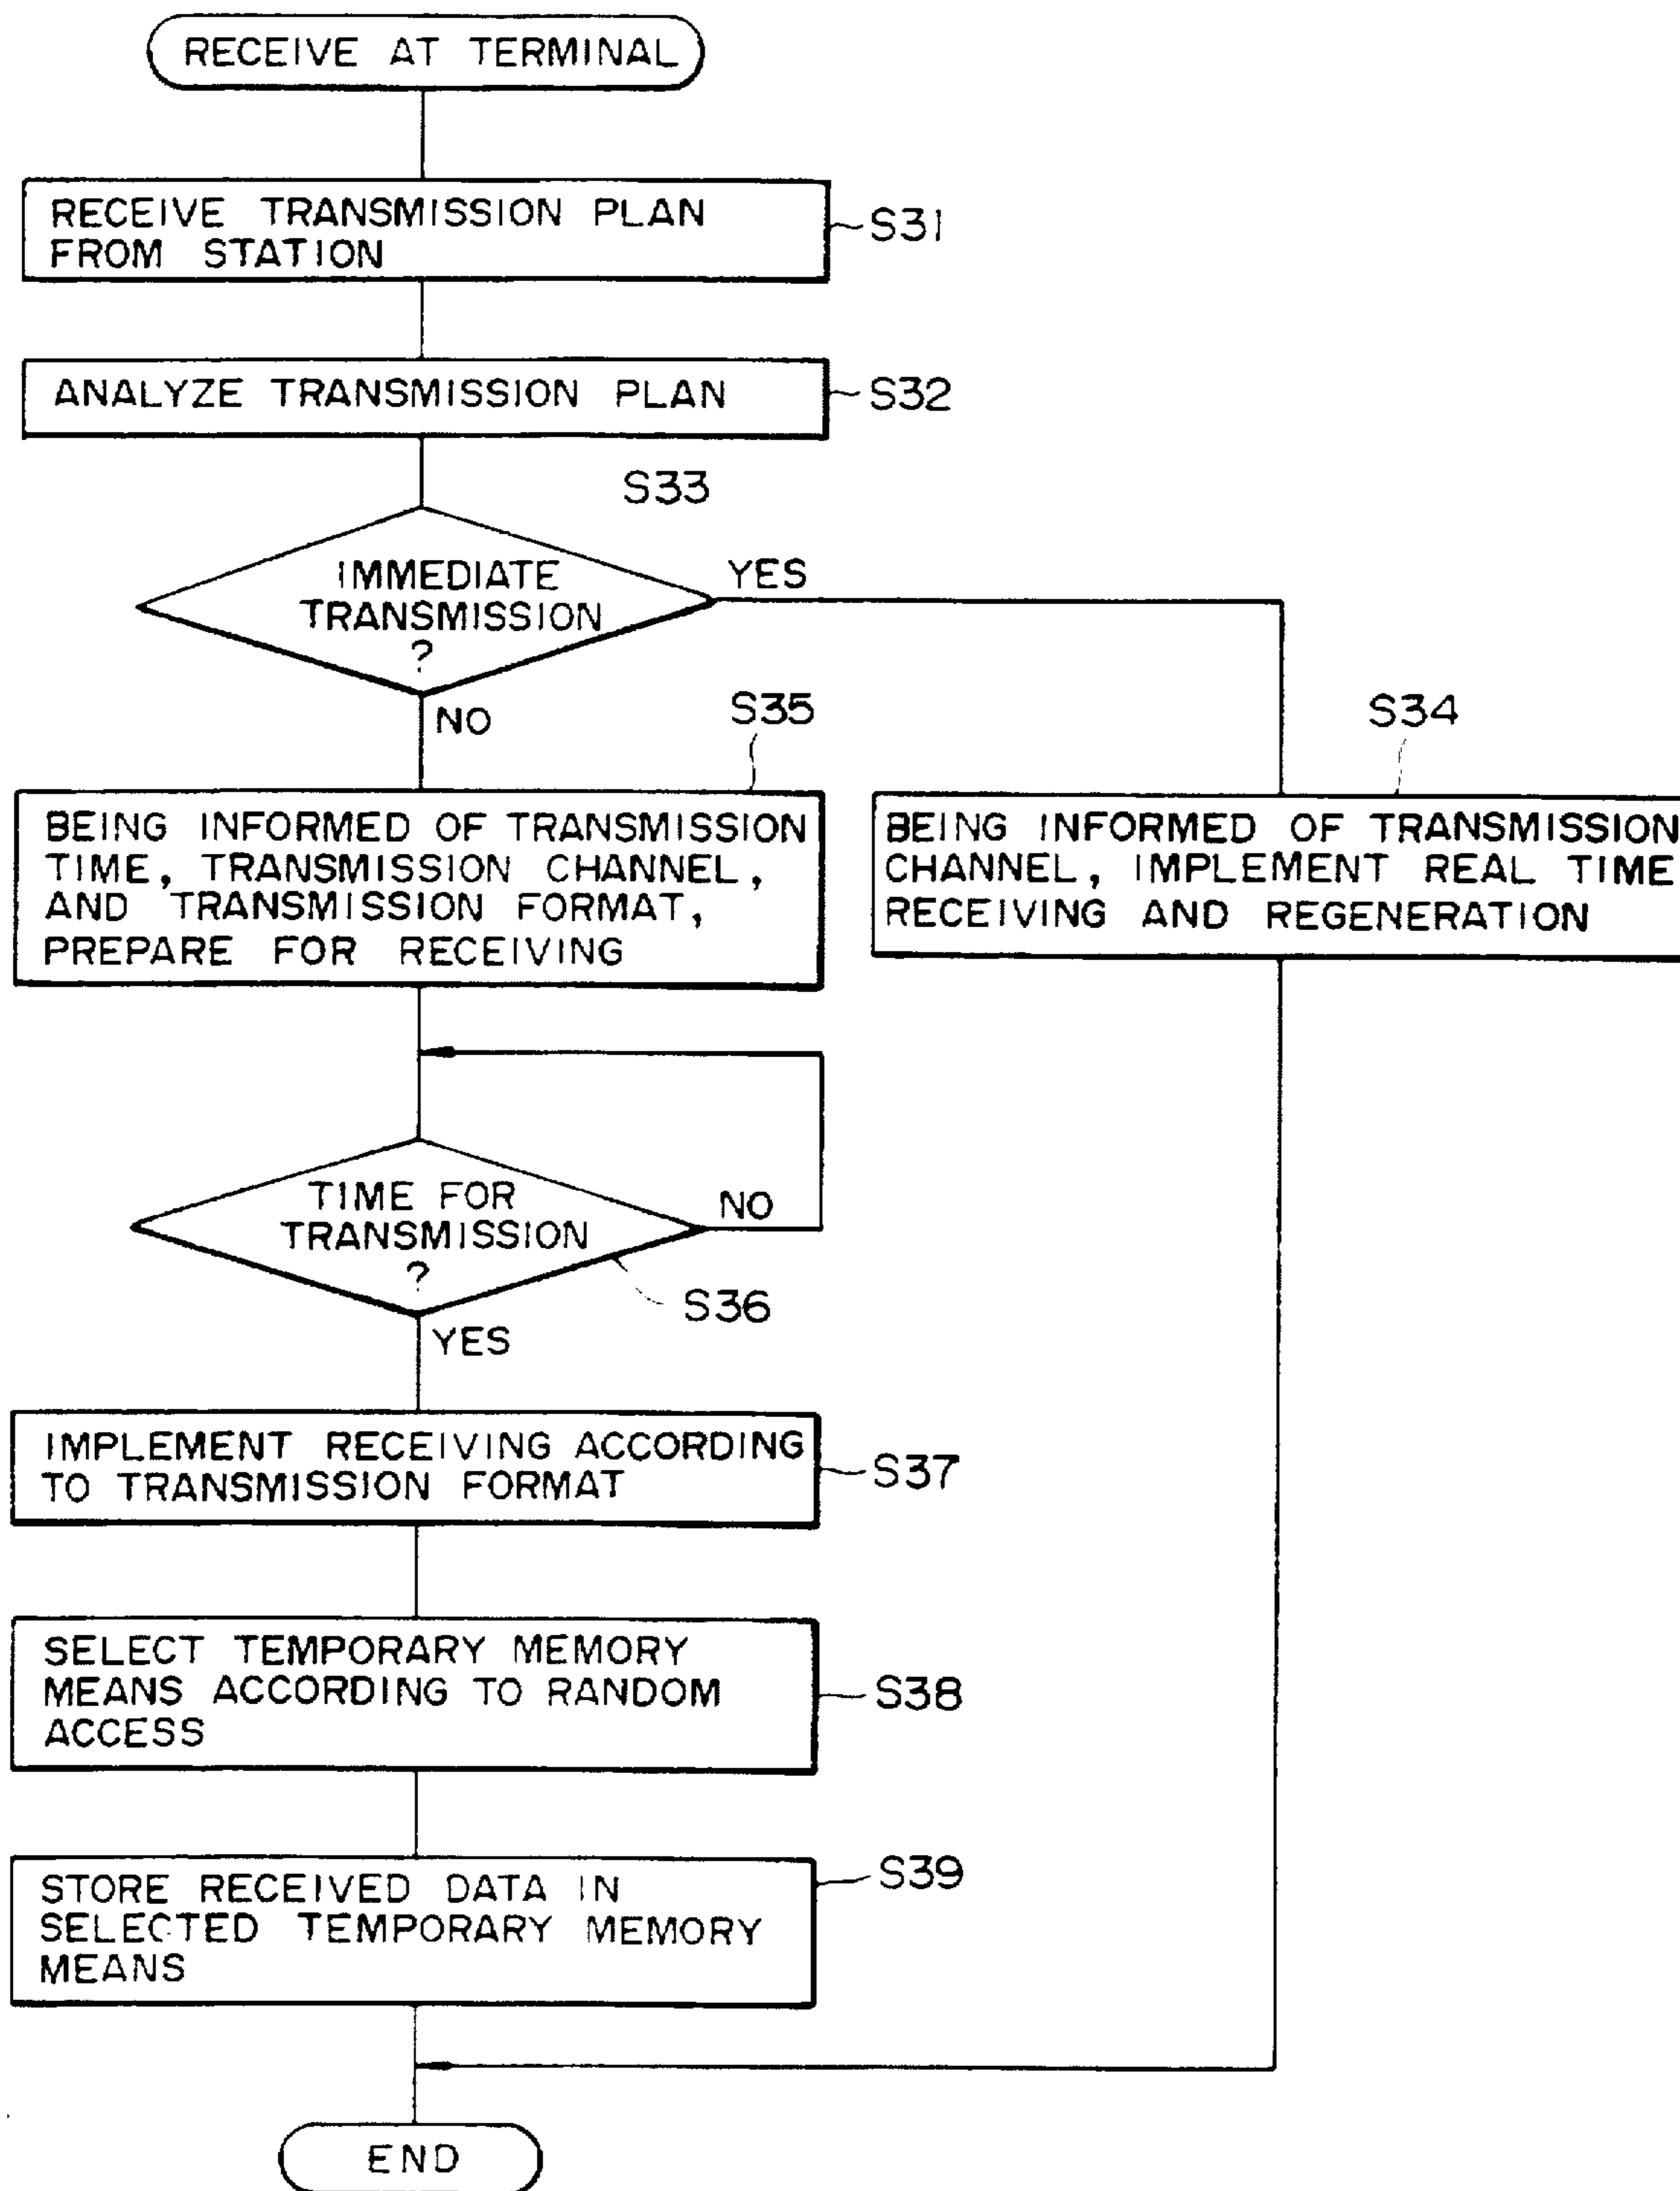 RECEIVE AT TERMINAL
RECEIVE TRANSMISSION PLAN
FROM STATION
S31
ANALYZE TRANSMISSION PLAN
S32
S33
IMMEDIATE
TRANSMISSION
?
YES
NO
S35
S34
BEING INFORMED OF TRANSMISSION
TIME, TRANSMISSION CHANNEL,
AND TRANSMISSION FORMAT,
PREPARE FOR RECEIVING
BEING INFORMED OF TRANSMISSION
CHANNEL, IMPLEMENT REAL TIME
RECEIVING AND REGENERATION
TIME FOR
TRANSMISSION
?
NO
S36
YES
IMPLEMENT RECEIVING ACCORDING
TO TRANSMISSION FORMAT
S37
SELECT TEMPORARY MEMORY
MEANS ACCORDING TO RANDOM
ACCESS
S38
STORE RECEIVED DATA IN
SELECTED TEMPORARY MEMORY
MEANS
S39
END